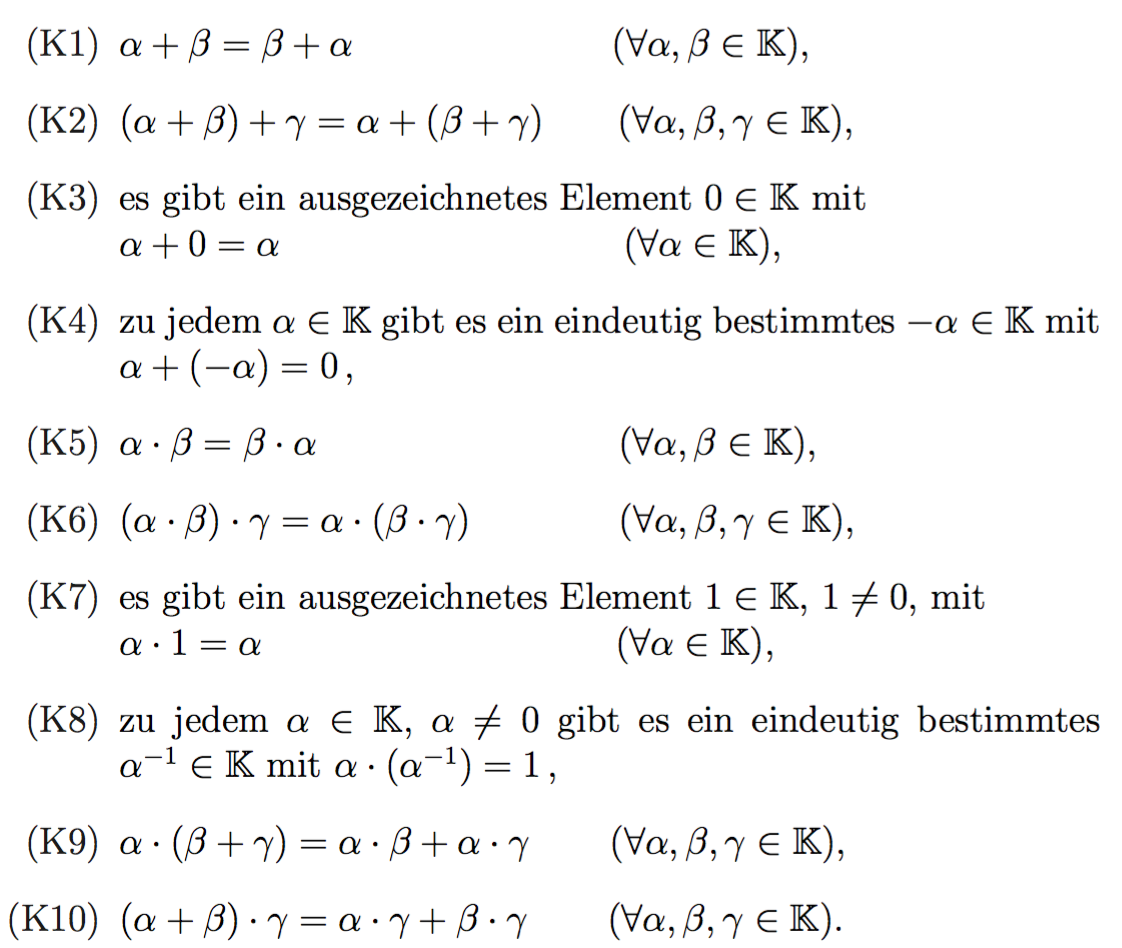 (K1) α + β = β + α (∀α, β ∈ 𝕂),
(K2) (α + β) + γ = α + (β + γ) (∀α, β, γ ∈ 𝕂),
(K3) es gibt ein ausgezeichnetes Element 0 ∈ 𝕂 mit
α + 0 = α (∀α ∈ 𝕂),
(K4) zu jedem α ∈ 𝕂 gibt es ein eindeutig bestimmtes −α ∈ 𝕂 mit
α + (−α) = 0 ,
(K5) α · β = β · α (∀α, β ∈ 𝕂),
(K6) (α · β) · γ = α · (β · γ) (∀α, β, γ ∈ 𝕂),
(K7) es gibt ein ausgezeichnetes Element 1 ∈ 𝕂, 1 ≠ 0, mit
α · 1 = α (∀α ∈ 𝕂),
(K8) zu jedem α ∈ 𝕂, α ≠ 0 gibt es ein eindeutig bestimmtes
α⁻¹ ∈ 𝕂 mit α · (α⁻¹) = 1 ,
(K9) α · (β + γ) = α · β + α · γ (∀α, β, γ ∈ 𝕂),
(K10) (α + β) · γ = α · γ + β · γ (∀α, β, γ ∈ 𝕂).